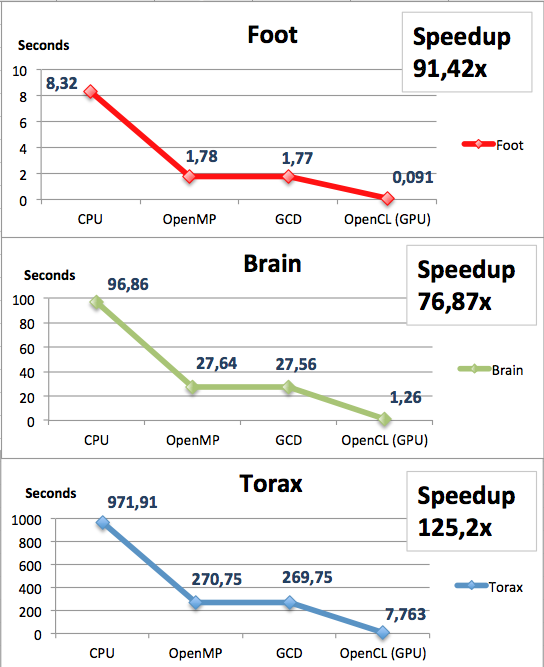 Foot
Speedup
91,42x
Seconds
10
8
6
4
2
0
8,32
1,78
1,77
0,091
CPU
OpenMP
GCD
OpenCL (GPU)
Foot
Brain
Speedup
76,87x
Seconds
100
80
60
40
20
0
96,86
27,64
27,56
1,26
CPU
OpenMP
GCD
OpenCL (GPU)
Brain
Torax
Speedup
125,2x
Seconds
1000
800
600
400
200
0
971,91
270,75
269,75
7,763
CPU
OpenMP
GCD
OpenCL (GPU)
Torax